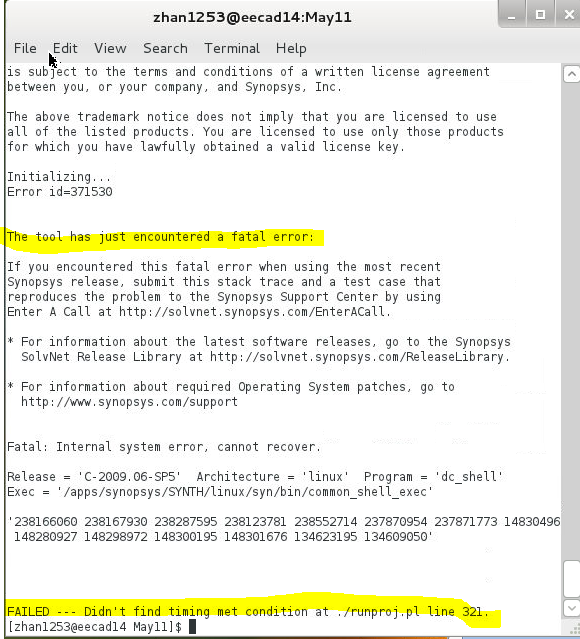 zhan1253@eecad14:May11
File Edit View Search Terminal Help
is subject to the terms and conditions of a written license agreement
between you, or your company, and Synopsys, Inc.
The above trademark notice does not imply that you are licensed to use
all of the listed products. You are licensed to use only those products
for which you have lawfully obtained a valid license key.
Initializing...
Error id=371530
The tool has just encountered a fatal error:
If you encountered this fatal error when using the most recent
Synopsys release, submit this stack trace and a test case that
reproduces the problem to the Synopsys Support Center by using
Enter A Call at http://solvnet.synopsys.com/EnterACall.
* For information about the latest software releases, go to the Synopsys
SolvNet Release Library at http://solvnet.synopsys.com/ReleaseLibrary.
* For information about required Operating System patches, go to
http://www.synopsys.com/support
Fatal: Internal system error, cannot recover.
Release = 'C-2009.06-SP5' Architecture = 'linux' Program = 'dc_shell'
Exec = '/apps/synopsys/SYNTH/linux/syn/bin/common_shell_exec'
'238166060 238167930 238287595 238123781 238552714 237870954 237871773 14830496
148280927 148298972 148300195 148301676 134623195 134609050'
FAILED --- Didn't find timing met condition at ./runproj.pl line 321.
[zhan1253@eecad14 May11]$